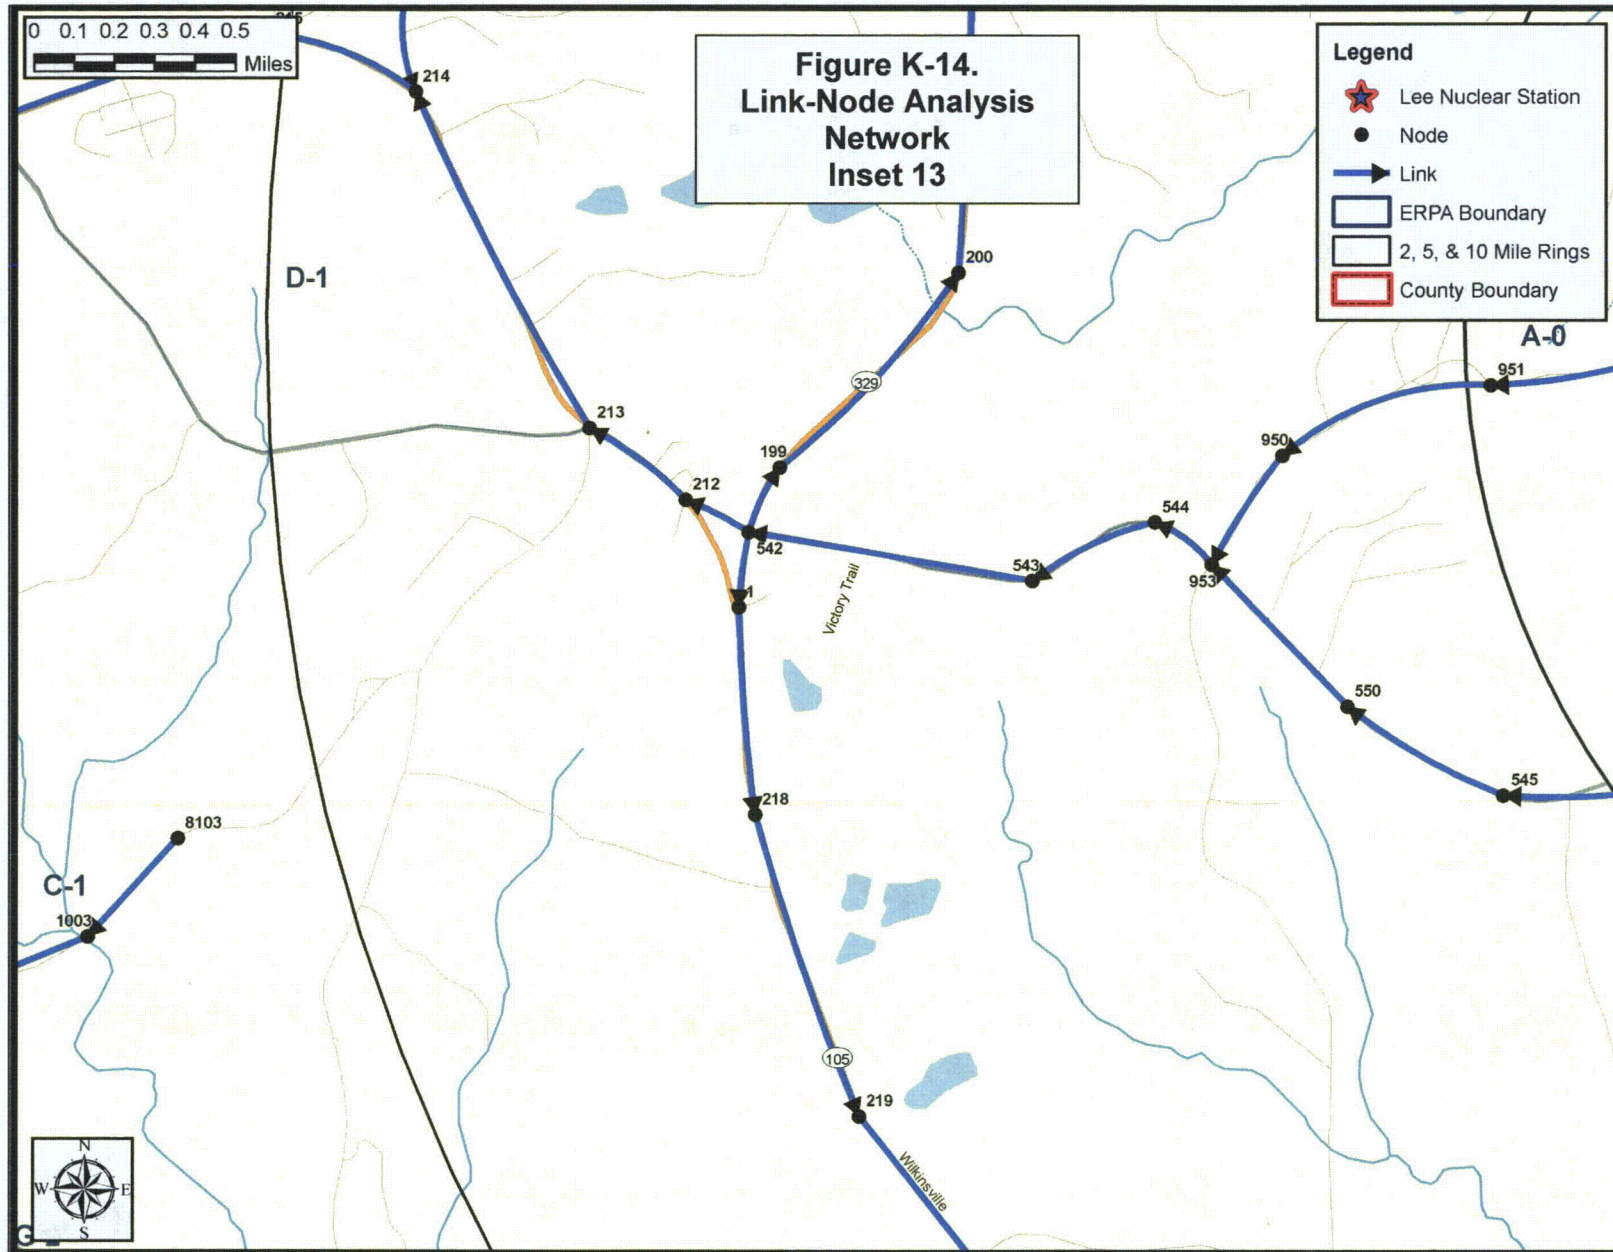 0 0.1 0.2 0.3 0.4 0.5
Miles
Figure K-14.
Link-Node Analysis
Network
Inset 13
Legend
Lee Nuclear Station
Node
Link
ERPA Boundary
2, 5, & 10 Mile Rings
County Boundary
214
D-1
200
A-0
951
329
213
950
199
212
544
542
543
953
1
Victory Trail
550
545
218
8103
C-1
1003
105
219
Wilkinsville
N
W E
S